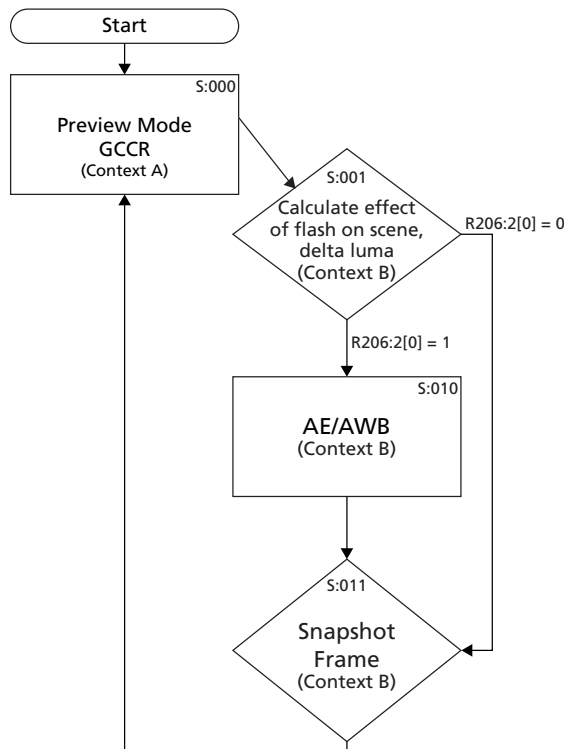 Start
S:000
Preview Mode
GCCR
(Context A)
S:001
Calculate effect
of flash on scene,
delta luma
(Context B)
R206:2[0] = 0
R206:2[0] = 1
S:010
AE/AWB
(Context B)
S:011
Snapshot
Frame
(Context B)